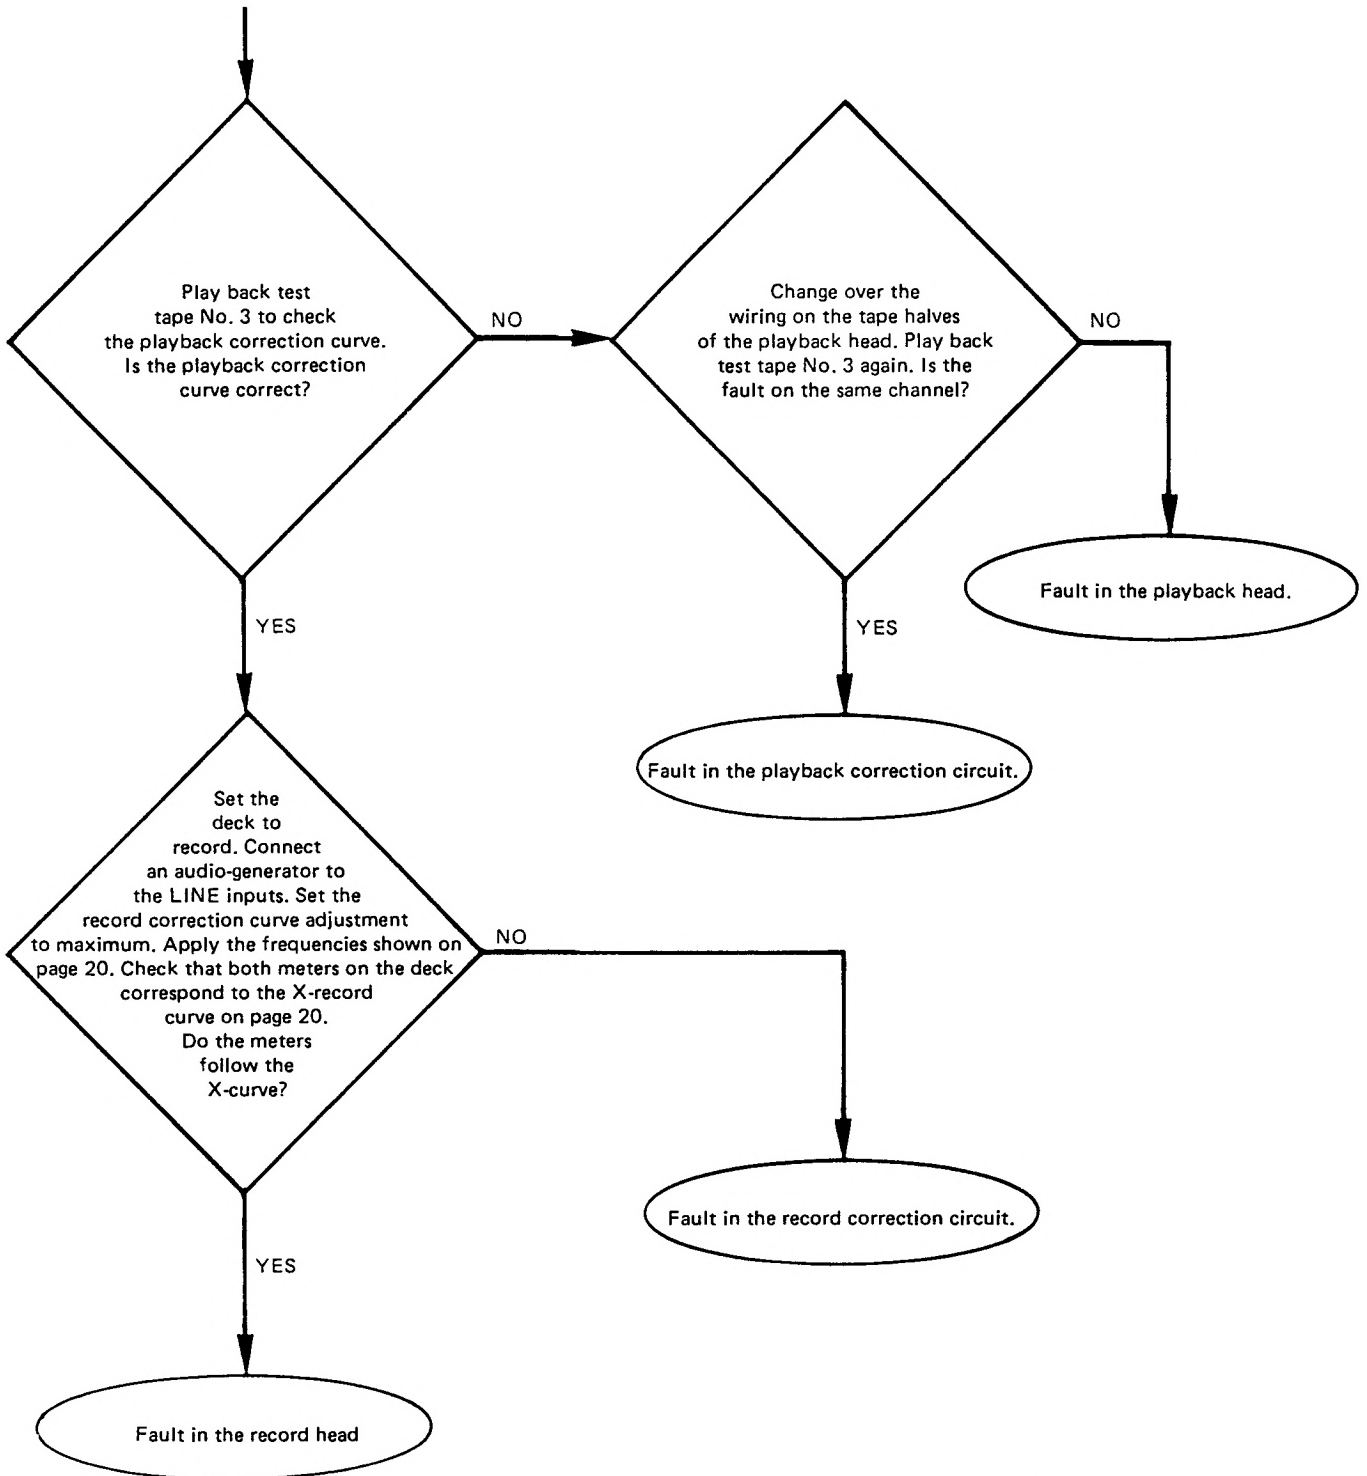 Play back test
tape No. 3 to check
the playback correction curve.
Is the playback correction
curve correct?
NO
Change over the
wiring on the tape halves
of the playback head. Play back
test tape No. 3 again. Is the
fault on the same channel?
NO
Fault in the playback head.
YES
YES
Fault in the playback correction circuit.
Set the
deck to
record. Connect
an audio-generator to
the LINE inputs. Set the
record correction curve adjustment
to maximum. Apply the frequencies shown on
page 20. Check that both meters on the deck
correspond to the X-record
curve on page 20.
Do the meters
follow the
X-curve?
NO
Fault in the record correction circuit.
YES
Fault in the record head